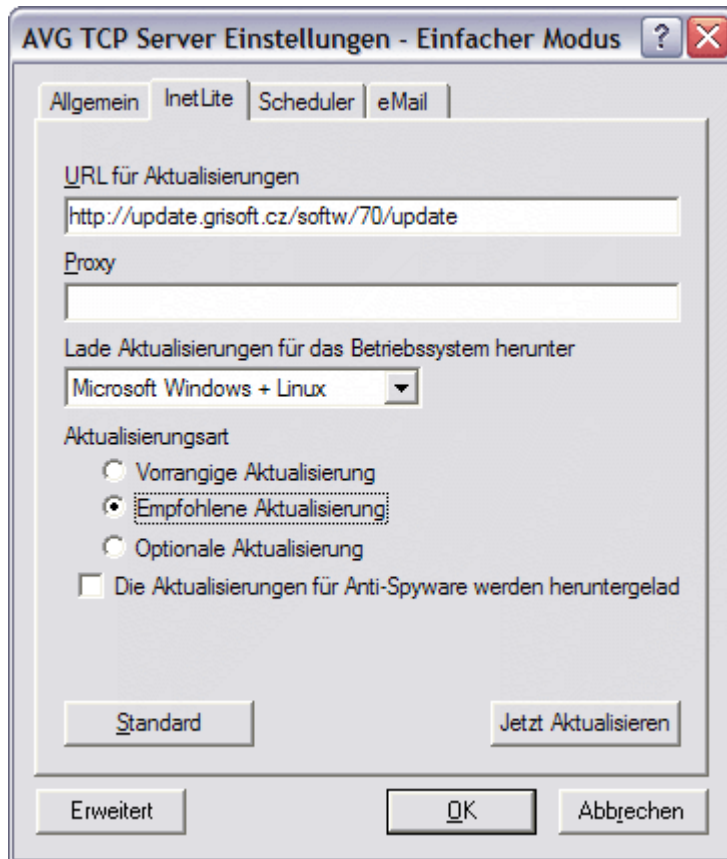 AVG TCP Server Einstellungen - Einfacher Modus
Allgemein InetLite Scheduler eMail
URL für Aktualisierungen
http://update.grisoft.cz/softw/70/update
Proxy
Lade Aktualisierungen für das Betriebssystem herunter
Microsoft Windows + Linux
Aktualisierungsart
Vorrangige Aktualisierung
Empfohlene Aktualisierung
Optionale Aktualisierung
Die Aktualisierungen für Anti-Spyware werden heruntergelad
Standard Jetzt Aktualisieren
Erweitert OK Abbrechen